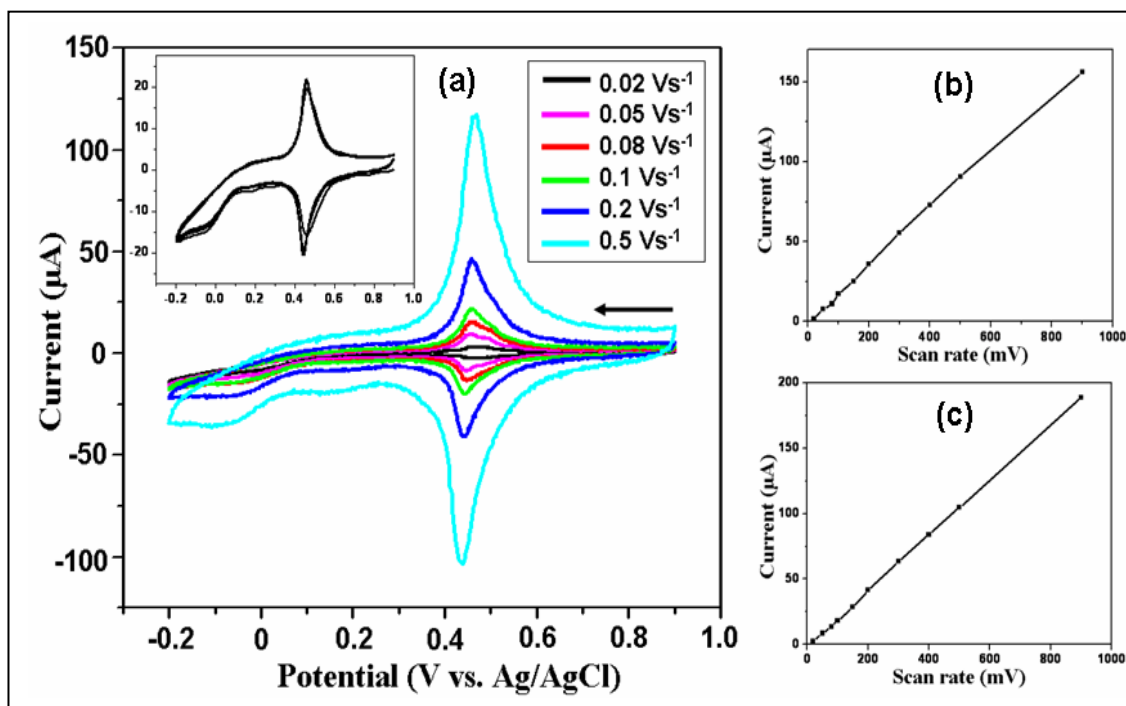 (a)
150
100
50
0
-50
-100
-0.2 0 0.2 0.4 0.6 0.8 1.0
Current (µA)
Potential (V vs. Ag/AgCl)
20
10
0
-10
-20
-0.2 0.0 0.2 0.4 0.6 0.8 1.0
0.02 Vs⁻¹
0.05 Vs⁻¹
0.08 Vs⁻¹
0.1 Vs⁻¹
0.2 Vs⁻¹
0.5 Vs⁻¹
(b)
150
100
50
0
0 200 400 600 800 1000
Current (µA)
Scan rate (mV)
(c)
200
150
100
50
0
0 200 400 600 800 1000
Current (µA)
Scan rate (mV)